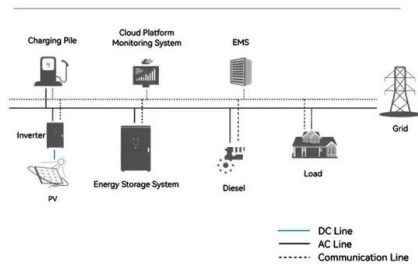 Charging Pile
Cloud Platform
Monitoring System
EMS
Grid
Inverter
PV
Energy Storage System
Diesel
Load
DC Line
AC Line
Communication Line